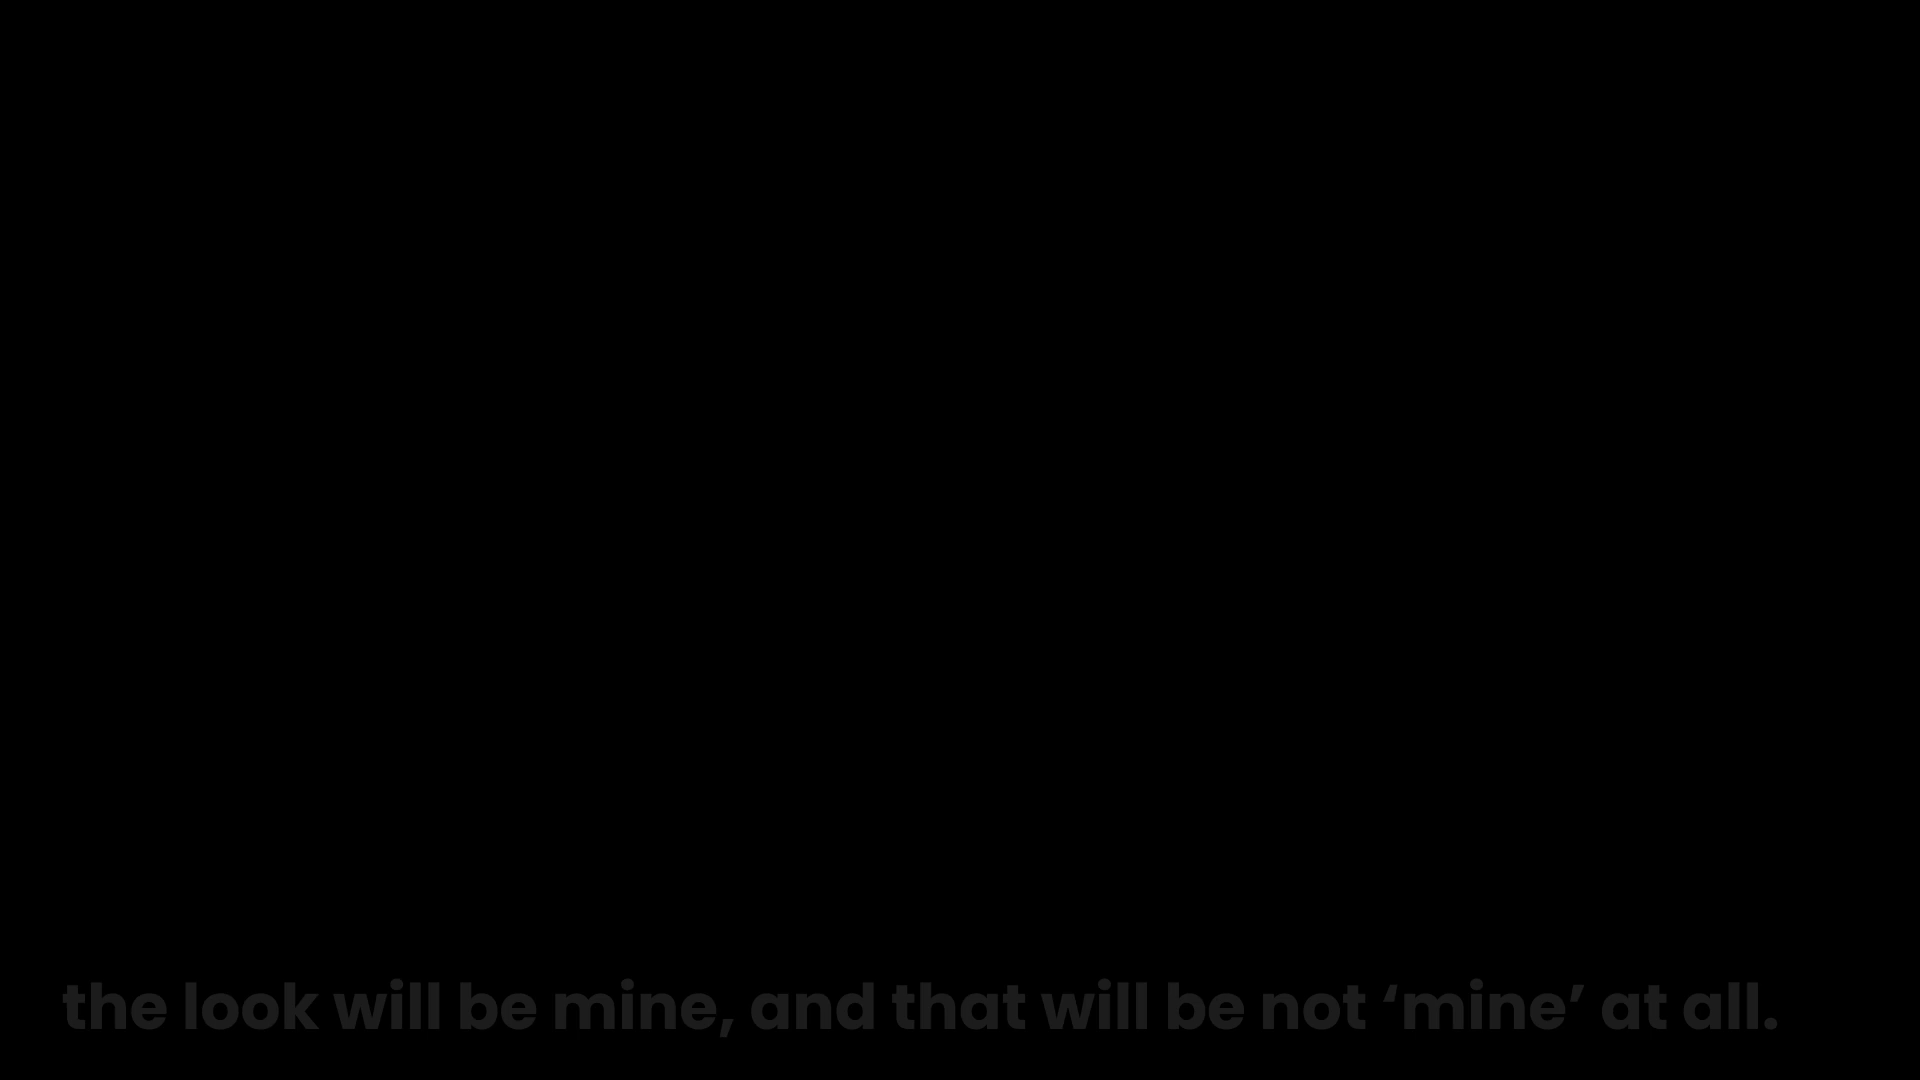 the look will be mine, and that will be not ‘mine’ at all.